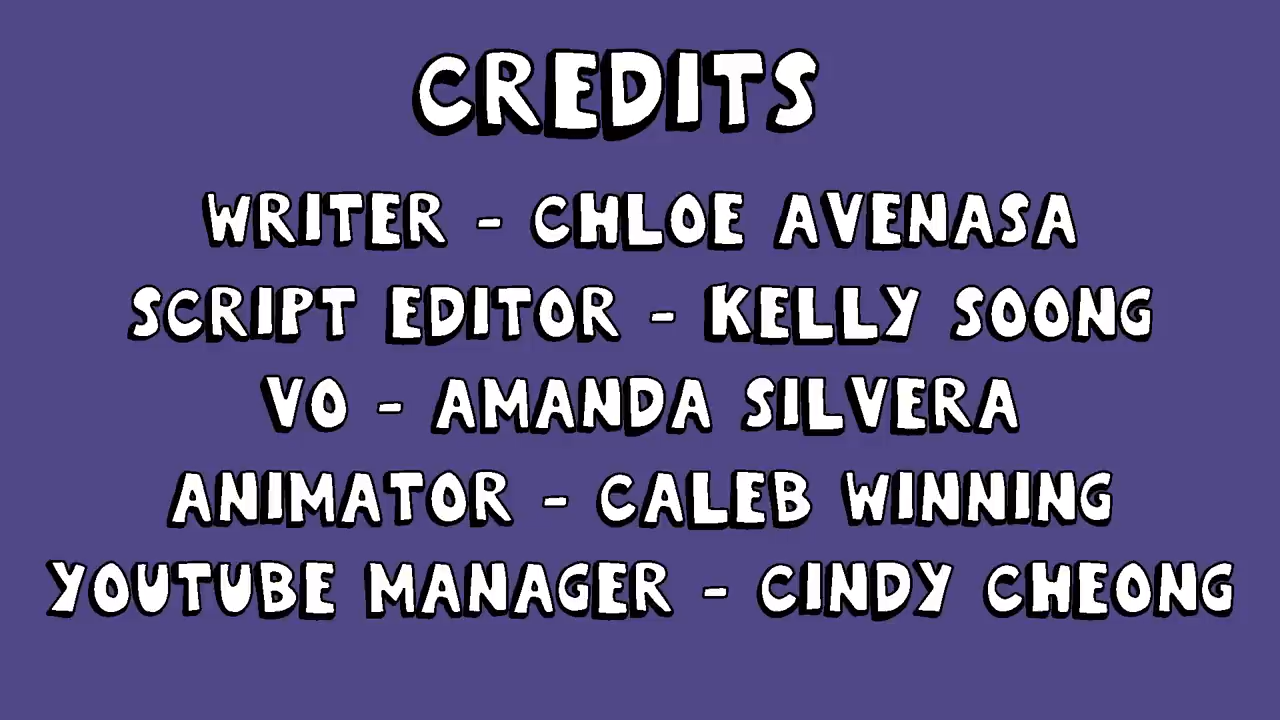 CREDITS
WRITER - CHLOE AVENASA
SCRIPT EDITOR - KELLY SOONG
VO - AMANDA SILVERA
ANIMATOR - CALEB WINNING
YOUTUBE MANAGER - CINDY CHEONG